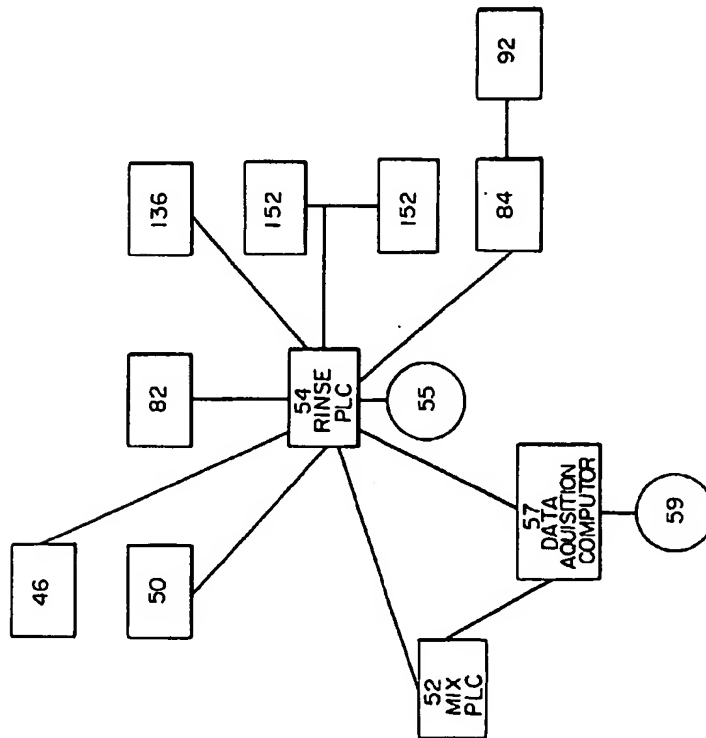 46
50
82
136
152
54
RINSE
PLC
152
55
52
MIX
PLC
84
92
57
DATA
AQUISITION
COMPUTOR
59